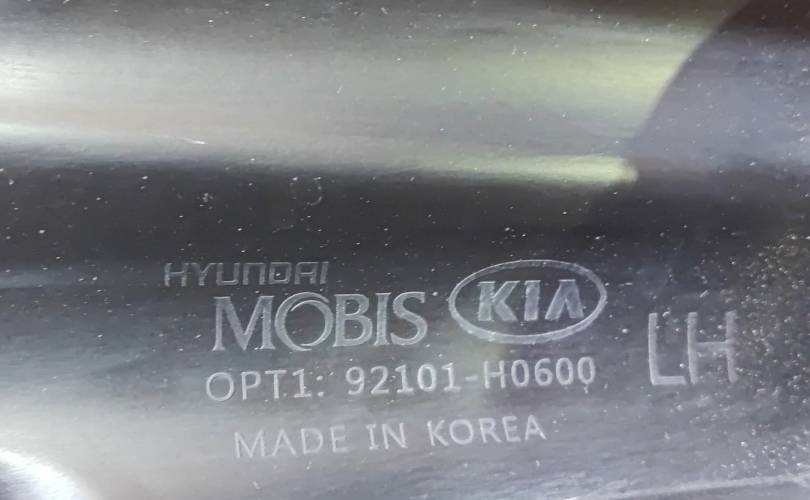 HYUNDAI
MOBIS KIA
OPT1: 92101-H0600 LH
MADE IN KOREA